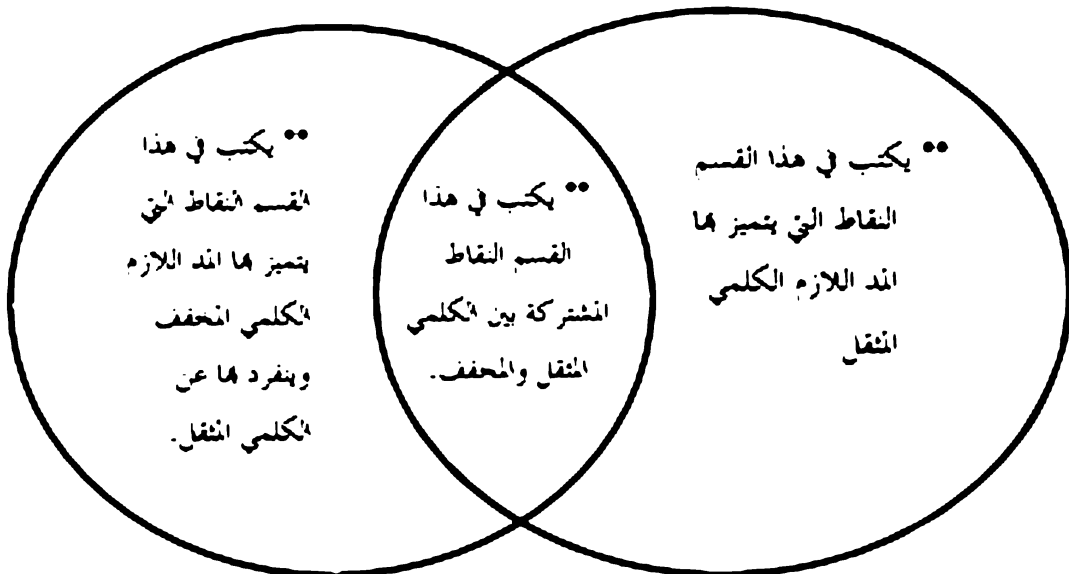 •• يكتب في هذا القسم
النقاط التي يتميز بها
المد اللازم الكلمي
المثقل
•• يكتب في هذا
القسم النقاط
المشتركة بين الكلمي
المثقل والمخفف.
•• يكتب في هذا
القسم النقاط التي
يتميز بها المد اللازم
الكلمي المخفف
وينفرد بها عن
الكلمي المثقل.